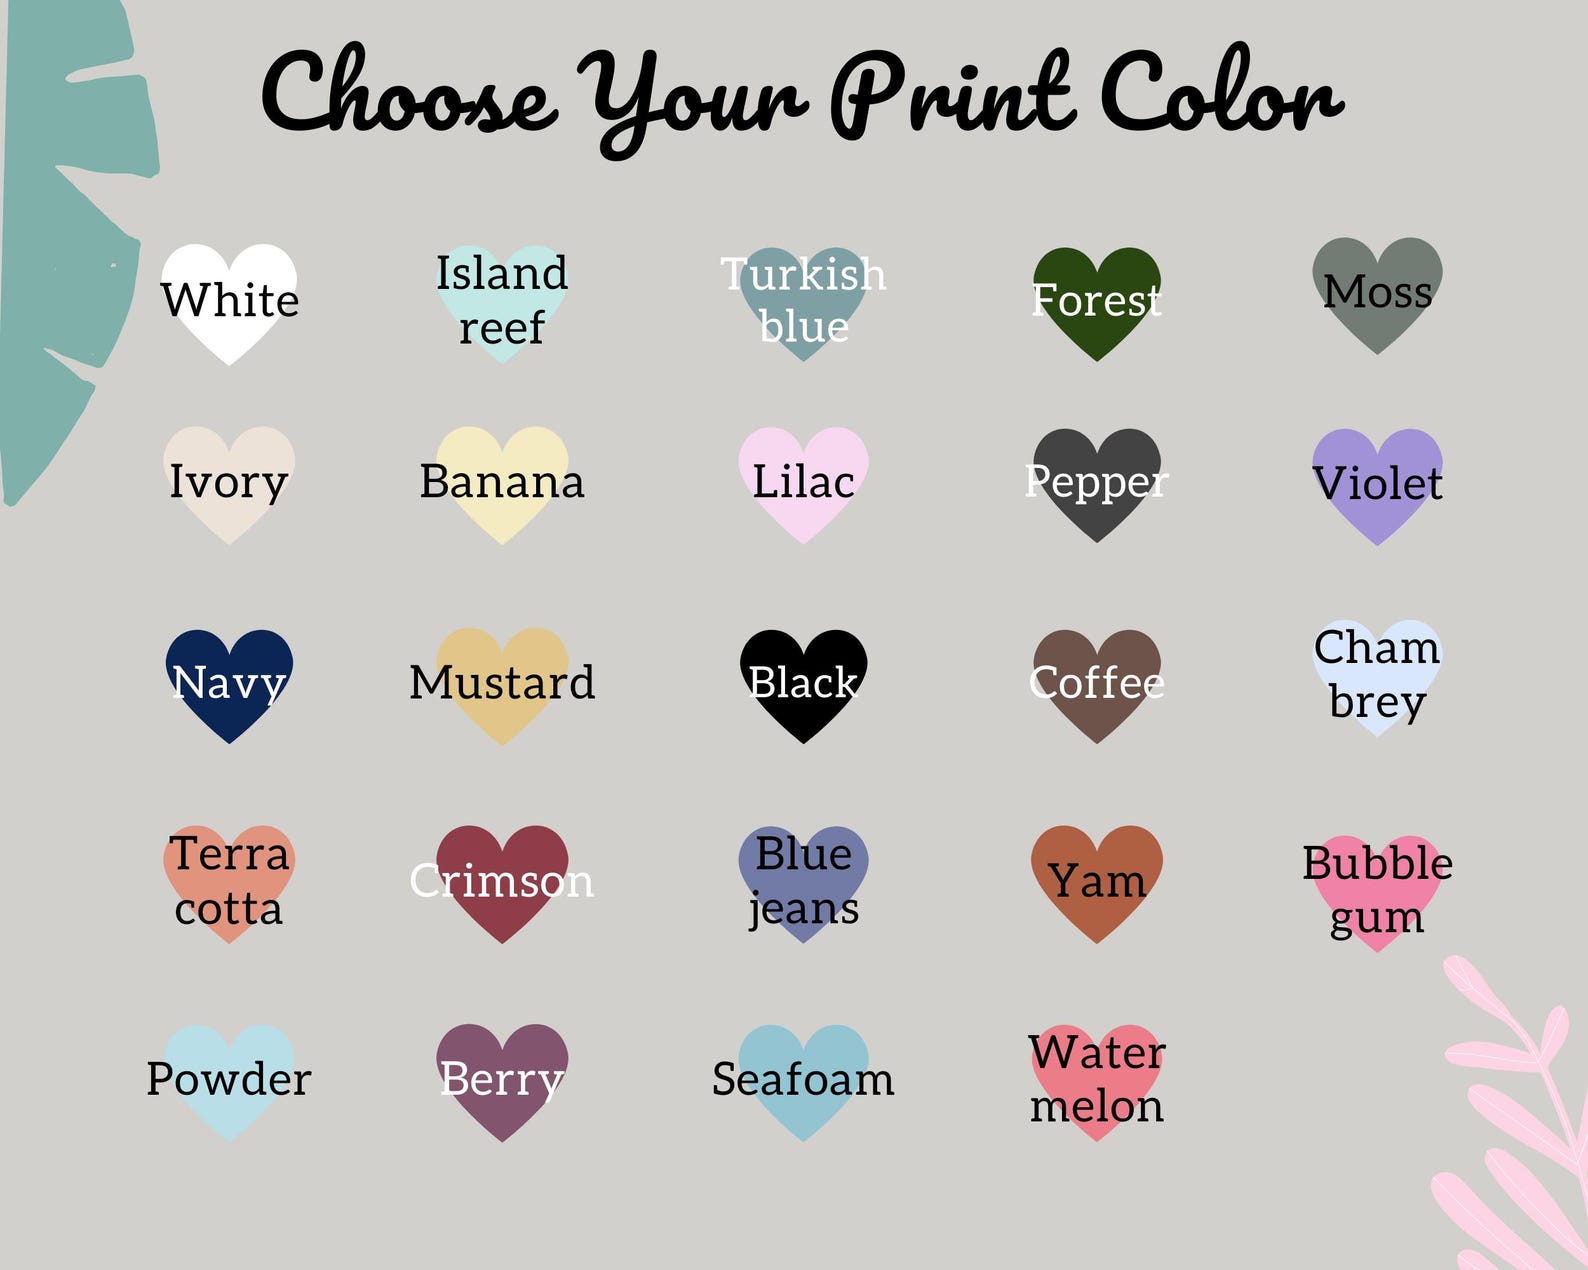 Choose Your Print Color
White
Island
reef
Turkish
blue
Forest
Moss
Ivory
Banana
Lilac
Pepper
Violet
Navy
Mustard
Black
Coffee
Cham
brey
Terra
cotta
Crimson
Blue
jeans
Yam
Bubble
gum
Powder
Berry
Seafoam
Water
melon